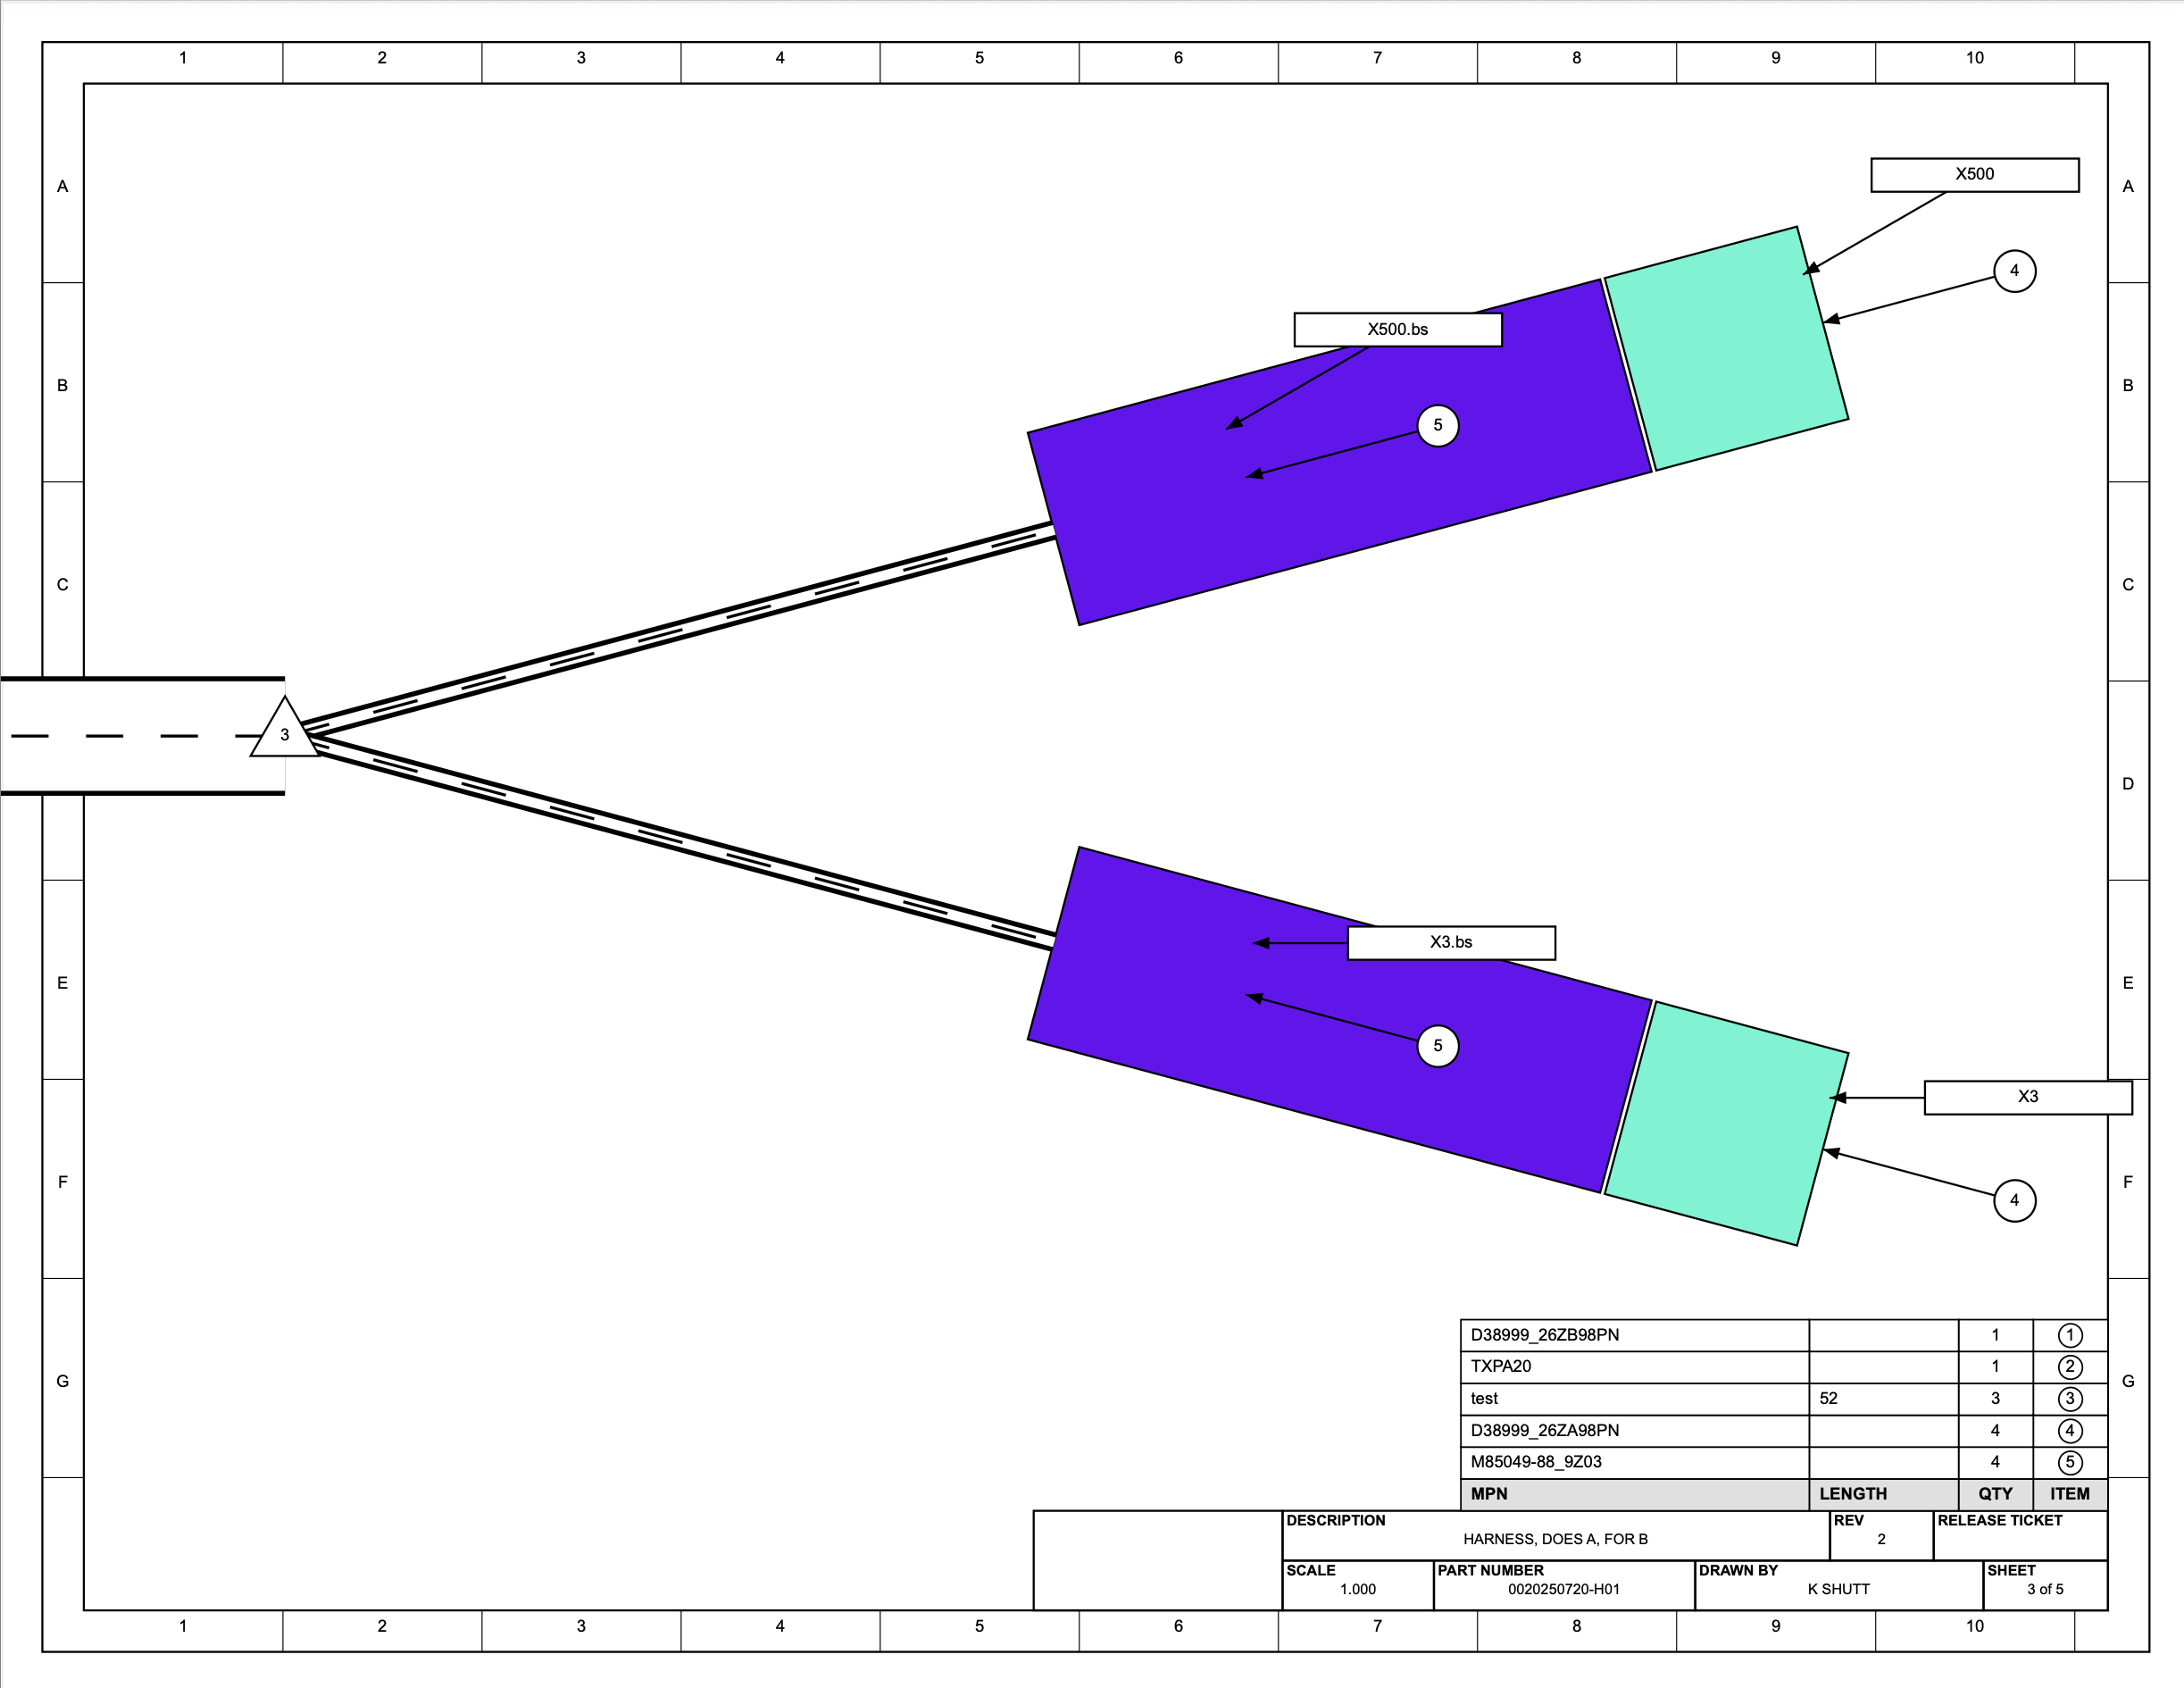 1 2 3 4 5 6 7 8 9 10
A A
X500
4
X500.bs
B B
5
C C
3
D
X3.bs
E E
5
X3
F F
4
D38999_26ZB98PN 1 1
TXPA20 1 2
G G
test 52 3 3
D38999_26ZA98PN 4 4
M85049-88_9Z03 4 5
MPN LENGTH QTY ITEM
DESCRIPTION REV RELEASE TICKET
HARNESS, DOES A, FOR B 2
SCALE PART NUMBER DRAWN BY SHEET
1.000 0020250720-H01 K SHUTT 3 of 5
1 2 3 4 5 6 7 8 9 10